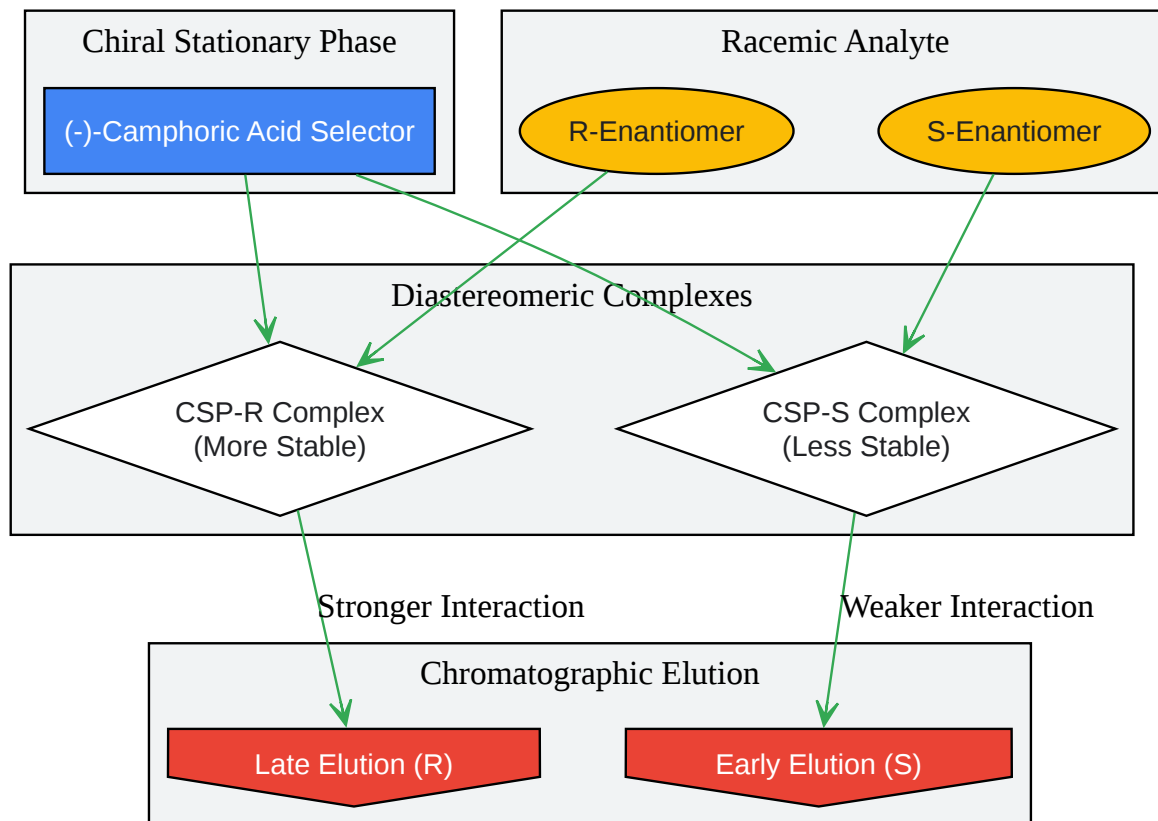 Chiral Stationary Phase
Racemic Analyte
(-)-Camphoric Acid Selector
R-Enantiomer
S-Enantiomer
Diastereomeric Complexes
CSP-R Complex
(More Stable)
CSP-S Complex
(Less Stable)
Stronger Interaction
Weaker Interaction
Chromatographic Elution
Late Elution (R)
Early Elution (S)